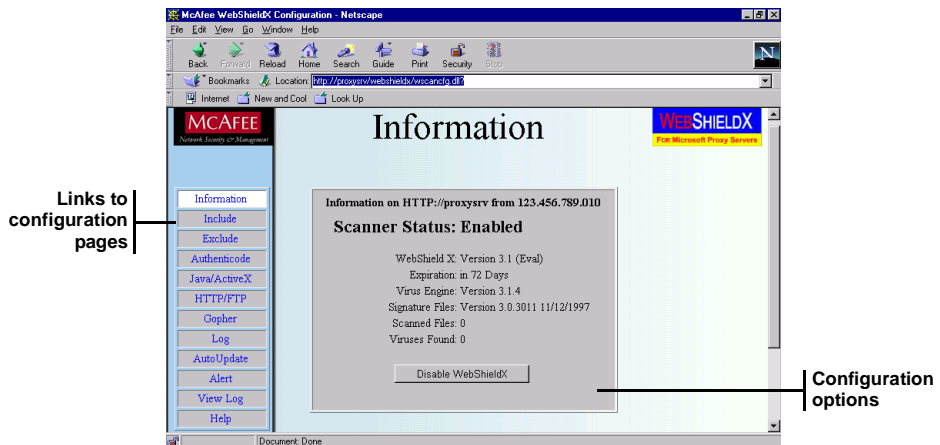 McAfee WebShieldX Configuration - Netscape
File Edit View Go Window Help
Back Forward Reload Home Search Guide Print Security Stop
N
Bookmarks Location: http://proxysrv/webshieldx/wscancfg.dll?
Internet New and Cool Look Up
MCAFEE
Network Security & Management
Information
WEBSHIELDX
FOR Microsoft Proxy Servers
Links to
configuration
pages
Information
Include
Exclude
Authenticode
Java/ActiveX
HTTP/FTP
Gopher
Log
AutoUpdate
Alert
View Log
Help
Information on HTTP://proxysrv from 123.456.789.010
Scanner Status: Enabled
WebShield X: Version 3.1 (Eval)
Expiration: in 72 Days
Virus Engine: Version 3.1.4
Signature Files: Version 3.0.3011 11/12/1997
Scanned Files: 0
Viruses Found: 0
Disable WebShieldX
Configuration
options
Document: Done